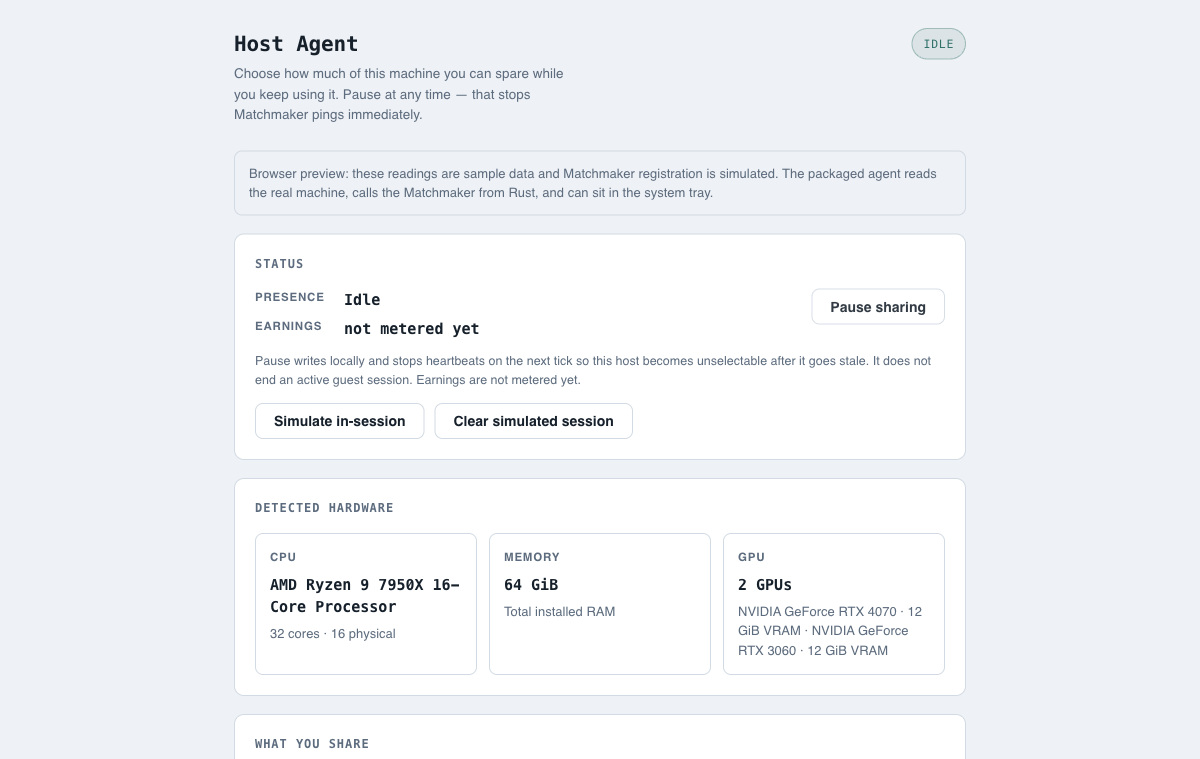 Host Agent
IDLE
Choose how much of this machine you can spare while
you keep using it. Pause at any time — that stops
Matchmaker pings immediately.
Browser preview: these readings are sample data and Matchmaker registration is simulated. The packaged agent reads
the real machine, calls the Matchmaker from Rust, and can sit in the system tray.
STATUS
PRESENCE Idle
EARNINGS not metered yet
Pause sharing
Pause writes locally and stops heartbeats on the next tick so this host becomes unselectable after it goes stale. It does not
end an active guest session. Earnings are not metered yet.
Simulate in-session
Clear simulated session
DETECTED HARDWARE
CPU
AMD Ryzen 9 7950X 16-
Core Processor
32 cores · 16 physical
MEMORY
64 GiB
Total installed RAM
GPU
2 GPUs
NVIDIA GeForce RTX 4070 · 12
GiB VRAM · NVIDIA GeForce
RTX 3060 · 12 GiB VRAM
WHAT YOU SHARE